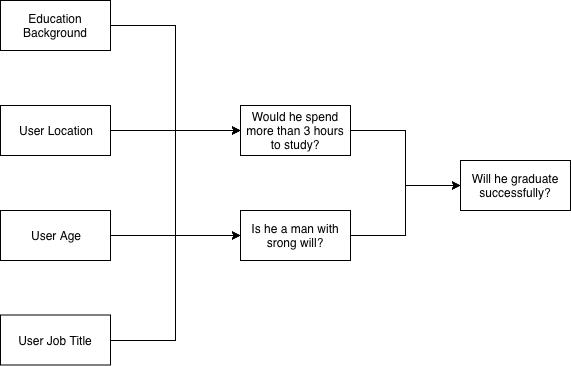 Education
Background
User Location
Would he spend
more than 3 hours
to study?
Will he graduate
successfully?
User Age
Is he a man with
srong will?
User Job Title